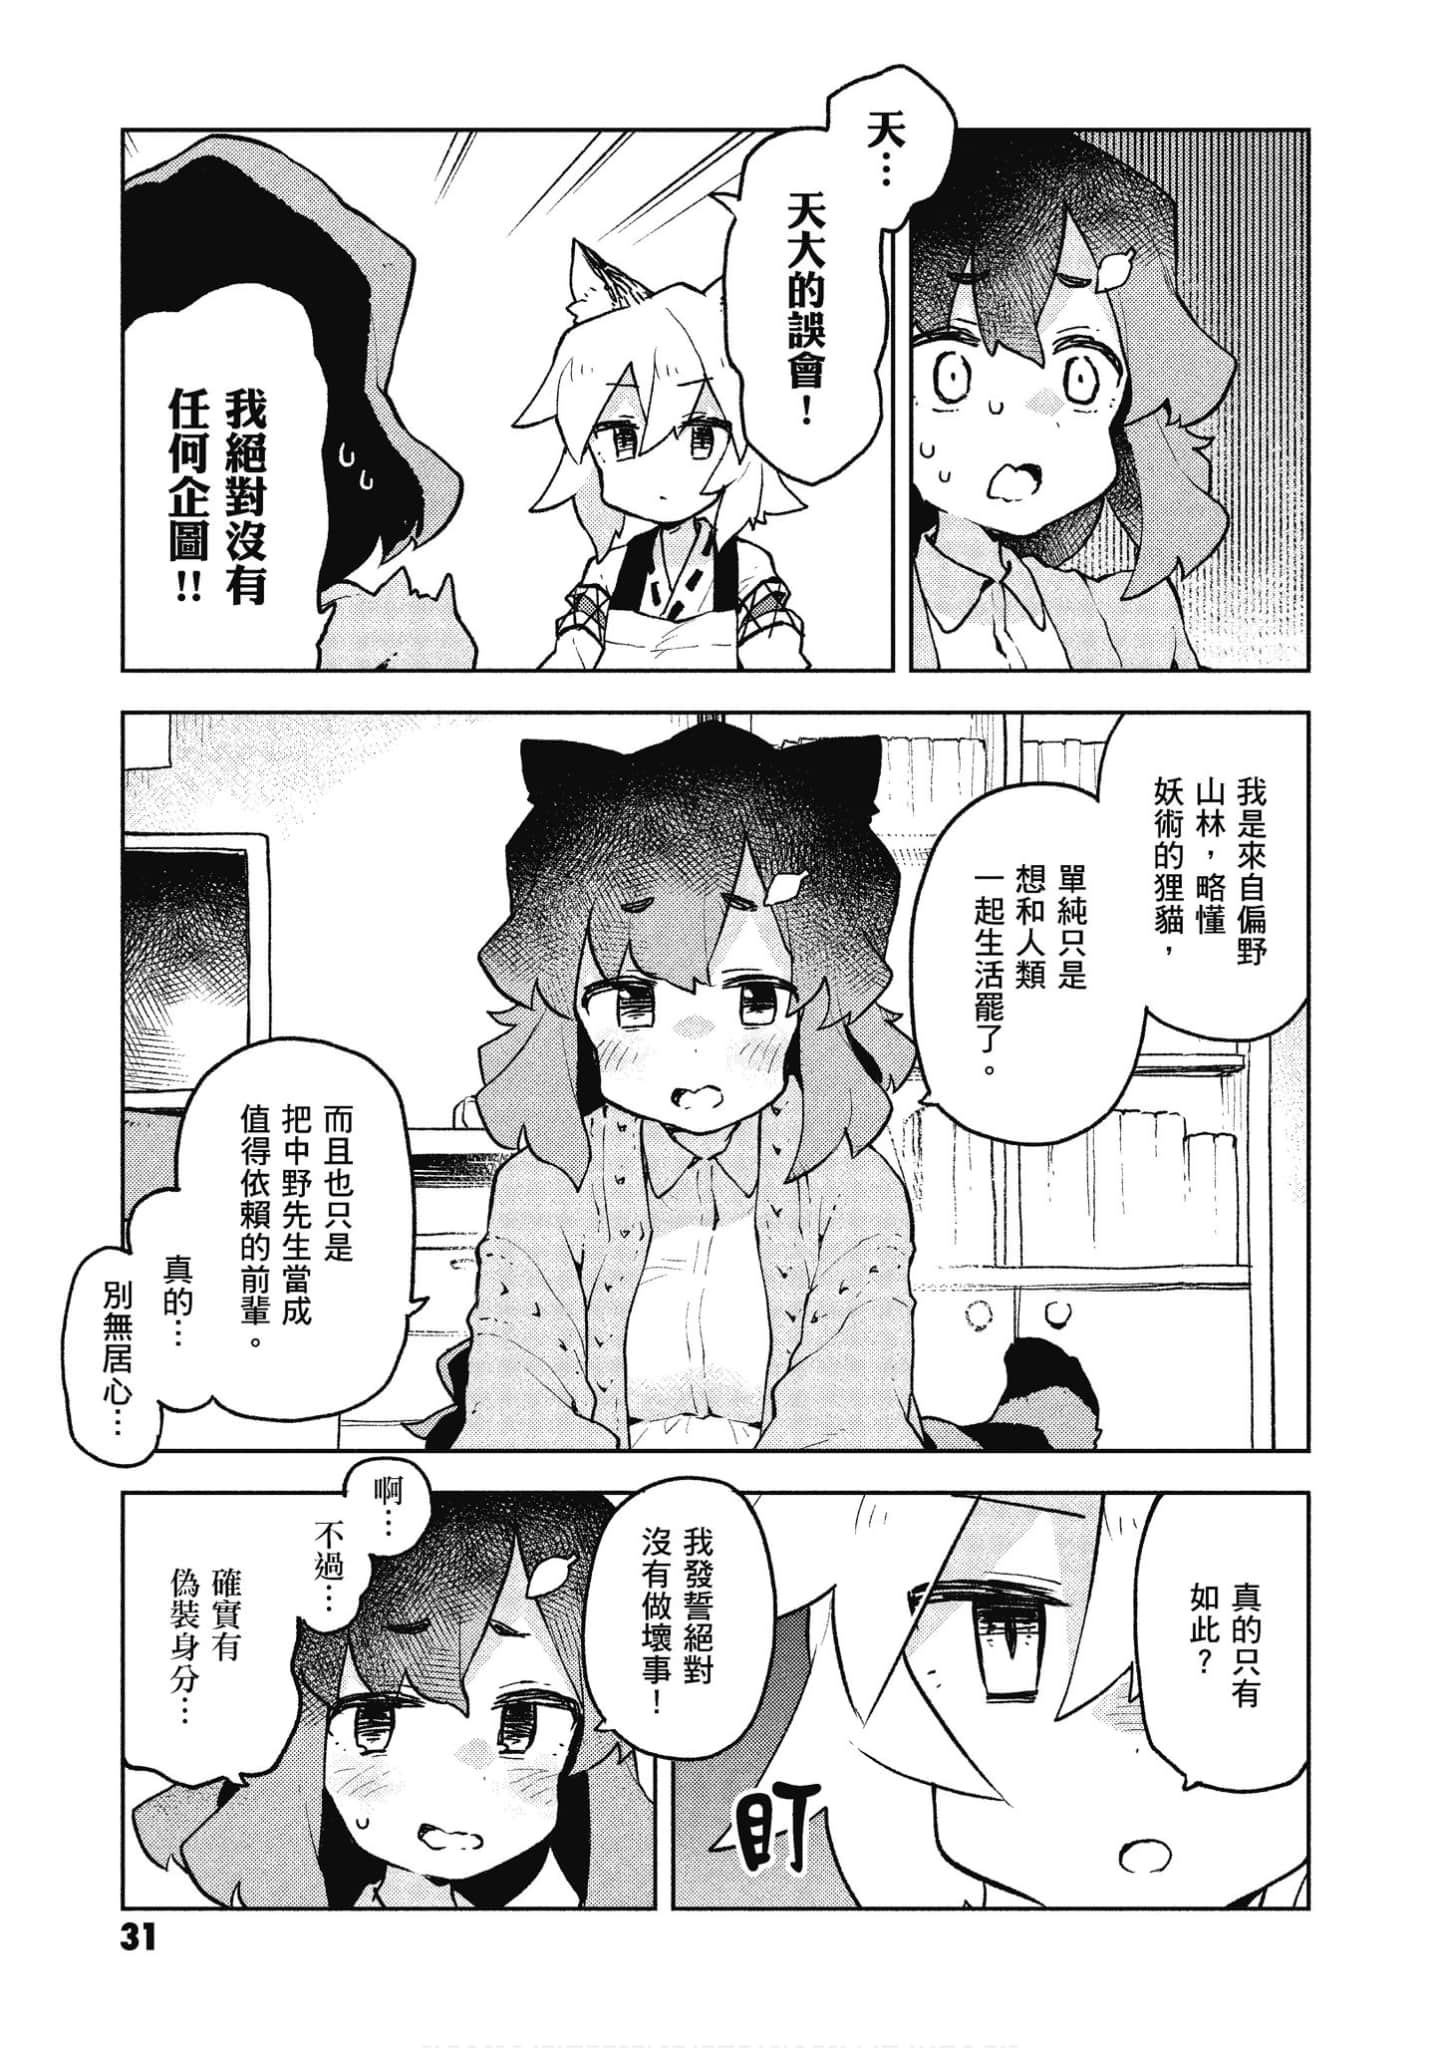 天…
天大的誤會！
我絕對沒有
任何企圖!!
我是來自偏野
山林，略懂
妖術的狸貓，
單純只是
想和人類
一起生活罷了。
而且也只是
把中野先生當成
值得依賴的前輩。
真的…
別無居心…
真的只有
如此？
盯
我發誓絕對
沒有做壞事！
啊…
不過…
確實有
偽裝身分…
31